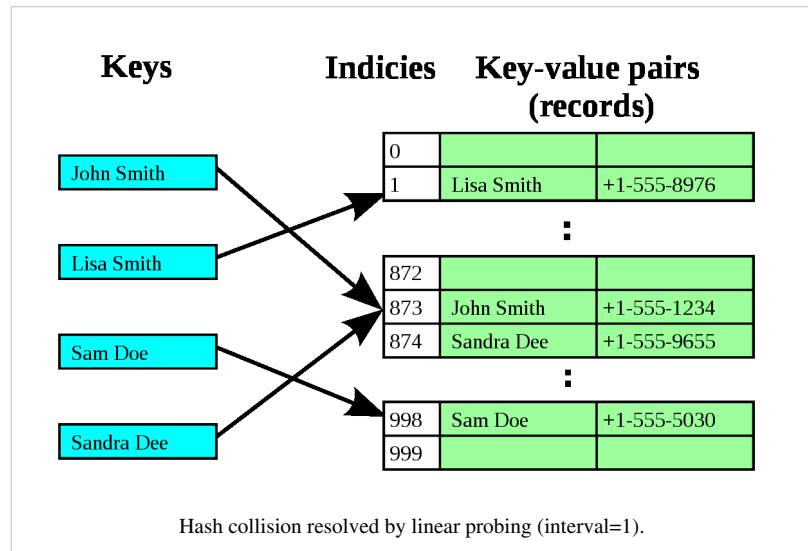 Keys
Indicies
Key-value pairs
(records)
John Smith
Lisa Smith
Sam Doe
Sandra Dee
0
1 Lisa Smith +1-555-8976
:
872
873 John Smith +1-555-1234
874 Sandra Dee +1-555-9655
:
998 Sam Doe +1-555-5030
999
Hash collision resolved by linear probing (interval=1).